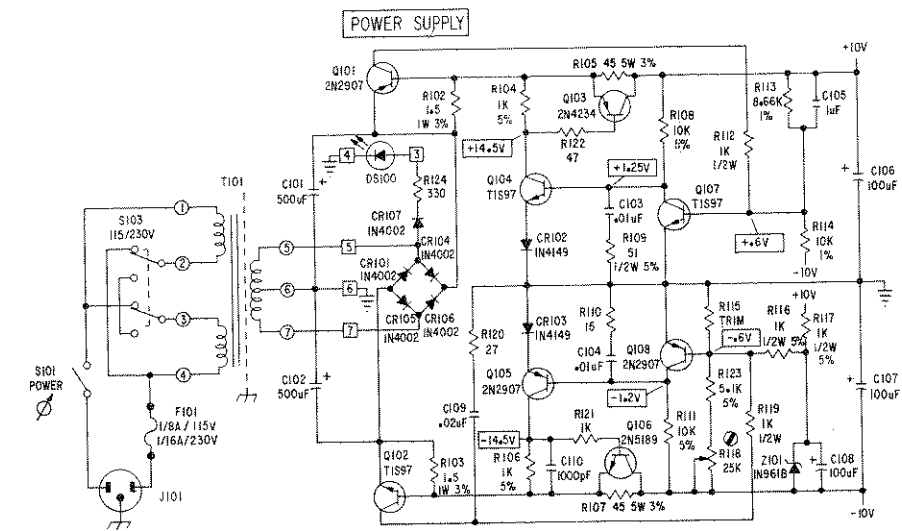 POWER SUPPLY
+10V
Q101
2N2907
R102
1.5
1W 3%
R104
1K
5%
R105 45 5W 3%
Q103
2N4234
R122
47
R108
10K
5%
R112
1K
1/2W
R113
8.66K
1%
C105
1uF
+14.5V
4
3
DS100
R124
330
C101
500uF
+
CR107
1N4002
CR104
1N4002
CR101
1N4002
CR105
1N4002
CR106
1N4002
Q104
TIS97
+1.25V
C103
.01uF
R109
51
1/2W 5%
Q107
TIS97
+.6V
R114
10K
1%
-10V
+
C106
100uF
T101
S103
115/230V
1
2
3
4
5
6
7
5
6
7
CR102
1N4149
CR103
1N4149
R110
15
C104
.01uF
Q108
2N2907
R115
TRIM
-.6V
+10V
R116
1K
1/2W 5%
R117
1K
1/2W
5%
R120
27
Q105
2N2907
-1.2V
R123
5.1K
5%
R119
1K
1/2W
+
C107
100uF
S101
POWER
F101
1/8A / 115V
1/16A/230V
J101
C102
500uF
+
C109
.02uF
-14.5V
R121
1K
Q106
2N5189
R111
10K
5%
R118
25K
Z101
1N961B
+
C108
100uF
Q102
TIS97
R103
1.5
1W 3%
R106
1K
5%
C110
1000pF
R107 45 5W 3%
-10V